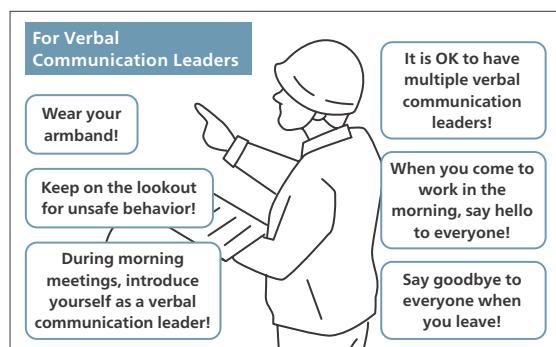 For Verbal
Communication Leaders
Wear your
armband!
Keep on the lookout
for unsafe behavior!
During morning
meetings, introduce
yourself as a verbal
communication leader!
It is OK to have
multiple verbal
communication
leaders!
When you come to
work in the
morning, say hello
to everyone!
Say goodbye to
everyone when
you leave!